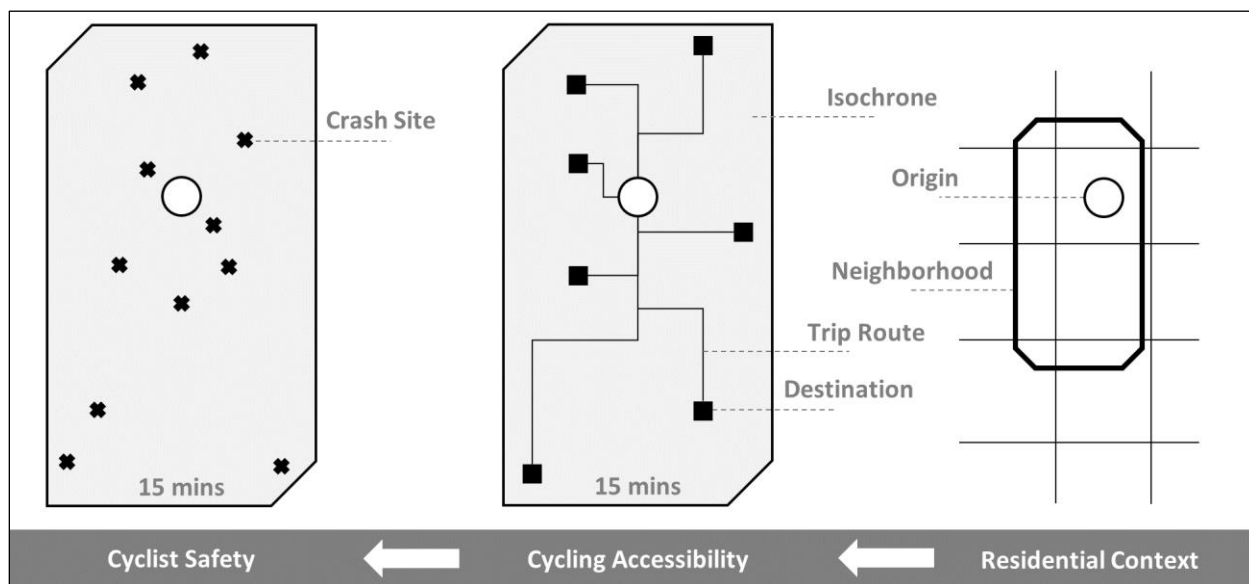 Crash Site
15 mins
Isochrone
Trip Route
Destination
15 mins
Origin
Neighborhood
Cyclist Safety
Cycling Accessibility
Residential Context